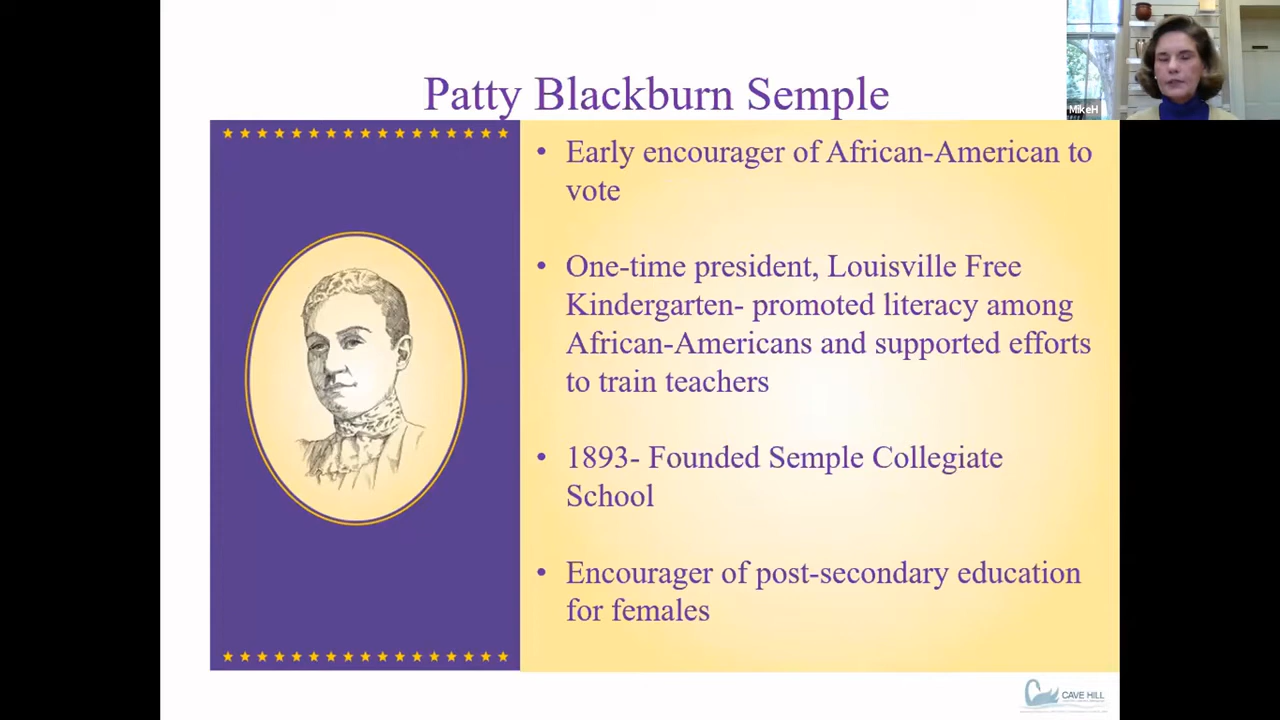 MikeH
Patty Blackburn Semple
• Early encourager of African-American to
vote
• One-time president, Louisville Free
Kindergarten- promoted literacy among
African-Americans and supported efforts
to train teachers
• 1893- Founded Semple Collegiate
School
• Encourager of post-secondary education
for females
CAVE HILL